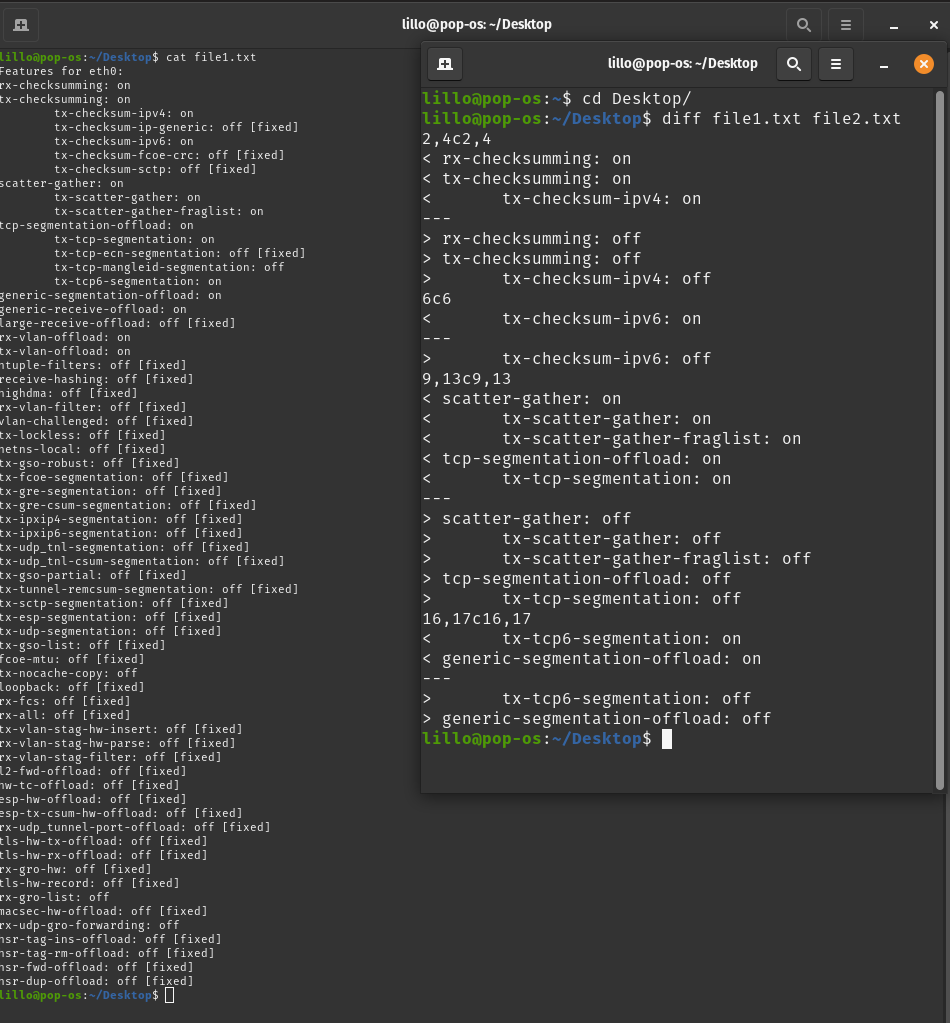 lillo@pop-os: ~/Desktop
lillo@pop-os:~/Desktop$ cat file1.txt
Features for eth0:
rx-checksumming: on
tx-checksumming: on
        tx-checksum-ipv4: on
        tx-checksum-ip-generic: off [fixed]
        tx-checksum-ipv6: on
        tx-checksum-fcoe-crc: off [fixed]
        tx-checksum-sctp: off [fixed]
scatter-gather: on
        tx-scatter-gather: on
        tx-scatter-gather-fraglist: on
tcp-segmentation-offload: on
        tx-tcp-segmentation: on
        tx-tcp-ecn-segmentation: off [fixed]
        tx-tcp-mangleid-segmentation: off
        tx-tcp6-segmentation: on
generic-segmentation-offload: on
generic-receive-offload: on
large-receive-offload: off [fixed]
rx-vlan-offload: on
tx-vlan-offload: on
ntuple-filters: off [fixed]
receive-hashing: off [fixed]
highdma: off [fixed]
rx-vlan-filter: off [fixed]
vlan-challenged: off [fixed]
tx-lockless: off [fixed]
netns-local: off [fixed]
tx-gso-robust: off [fixed]
tx-fcoe-segmentation: off [fixed]
tx-gre-segmentation: off [fixed]
tx-gre-csum-segmentation: off [fixed]
tx-ipxip4-segmentation: off [fixed]
tx-ipxip6-segmentation: off [fixed]
tx-udp_tnl-segmentation: off [fixed]
tx-udp_tnl-csum-segmentation: off [fixed]
tx-gso-partial: off [fixed]
tx-tunnel-remcsum-segmentation: off [fixed]
tx-sctp-segmentation: off [fixed]
tx-esp-segmentation: off [fixed]
tx-udp-segmentation: off [fixed]
tx-gso-list: off [fixed]
fcoe-mtu: off [fixed]
tx-nocache-copy: off
loopback: off [fixed]
rx-fcs: off [fixed]
rx-all: off [fixed]
tx-vlan-stag-hw-insert: off [fixed]
rx-vlan-stag-hw-parse: off [fixed]
rx-vlan-stag-filter: off [fixed]
l2-fwd-offload: off [fixed]
hw-tc-offload: off [fixed]
esp-hw-offload: off [fixed]
esp-tx-csum-hw-offload: off [fixed]
rx-udp_tunnel-port-offload: off [fixed]
tls-hw-tx-offload: off [fixed]
tls-hw-rx-offload: off [fixed]
rx-gro-hw: off [fixed]
tls-hw-record: off [fixed]
rx-gro-list: off
macsec-hw-offload: off [fixed]
rx-udp-gro-forwarding: off
hsr-tag-ins-offload: off [fixed]
hsr-tag-rm-offload: off [fixed]
hsr-fwd-offload: off [fixed]
hsr-dup-offload: off [fixed]
lillo@pop-os:~/Desktop$
lillo@pop-os: ~/Desktop
lillo@pop-os:~$ cd Desktop/
lillo@pop-os:~/Desktop$ diff file1.txt file2.txt
2,4c2,4
< rx-checksumming: on
< tx-checksumming: on
<       tx-checksum-ipv4: on
---
> rx-checksumming: off
> tx-checksumming: off
>       tx-checksum-ipv4: off
6c6
<       tx-checksum-ipv6: on
---
>       tx-checksum-ipv6: off
9,13c9,13
< scatter-gather: on
<       tx-scatter-gather: on
<       tx-scatter-gather-fraglist: on
< tcp-segmentation-offload: on
<       tx-tcp-segmentation: on
---
> scatter-gather: off
>       tx-scatter-gather: off
>       tx-scatter-gather-fraglist: off
> tcp-segmentation-offload: off
>       tx-tcp-segmentation: off
16,17c16,17
<       tx-tcp6-segmentation: on
< generic-segmentation-offload: on
---
>       tx-tcp6-segmentation: off
> generic-segmentation-offload: off
lillo@pop-os:~/Desktop$